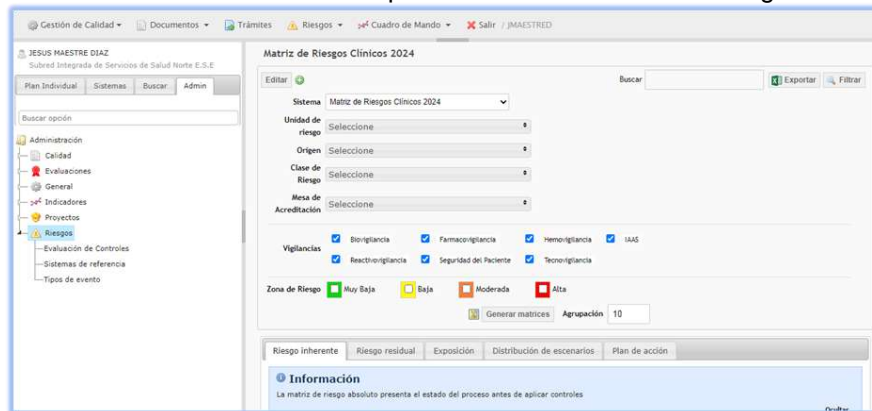 Gestión de Calidad Documentos Trámites Riesgos Cuadro de Mando Salir / JMAESTRED
JESUS MAESTRE DIAZ
Subred Integrada de Servicios de Salud Norte E.S.E
Plan Individual Sistemas Buscar Admin
Buscar opción
Administración
Calidad
Evaluaciones
General
Indicadores
Proyectos
Riesgos
Evaluación de Controles
Sistemas de referencia
Tipos de evento
Matriz de Riesgos Clínicos 2024
Editar Buscar Exportar Filtrar
Sistema Matriz de Riesgos Clínicos 2024
Unidad de
riesgo Seleccione
Origen Seleccione
Clase de
Riesgo Seleccione
Mesa de
Acreditación Seleccione
Vigilancias
Biovigilancia Farmacovigilancia Hemovigilancia IAAS
Reactivovigilancia Seguridad del Paciente Tecnovigilancia
Zona de Riesgo Muy Baja Baja Moderada Alta
Generar matrices Agrupación 10
Riesgo inherente Riesgo residual Exposición Distribución de escenarios Plan de acción
Información
La matriz de riesgo absoluto presenta el estado del proceso antes de aplicar controles
Ocultar